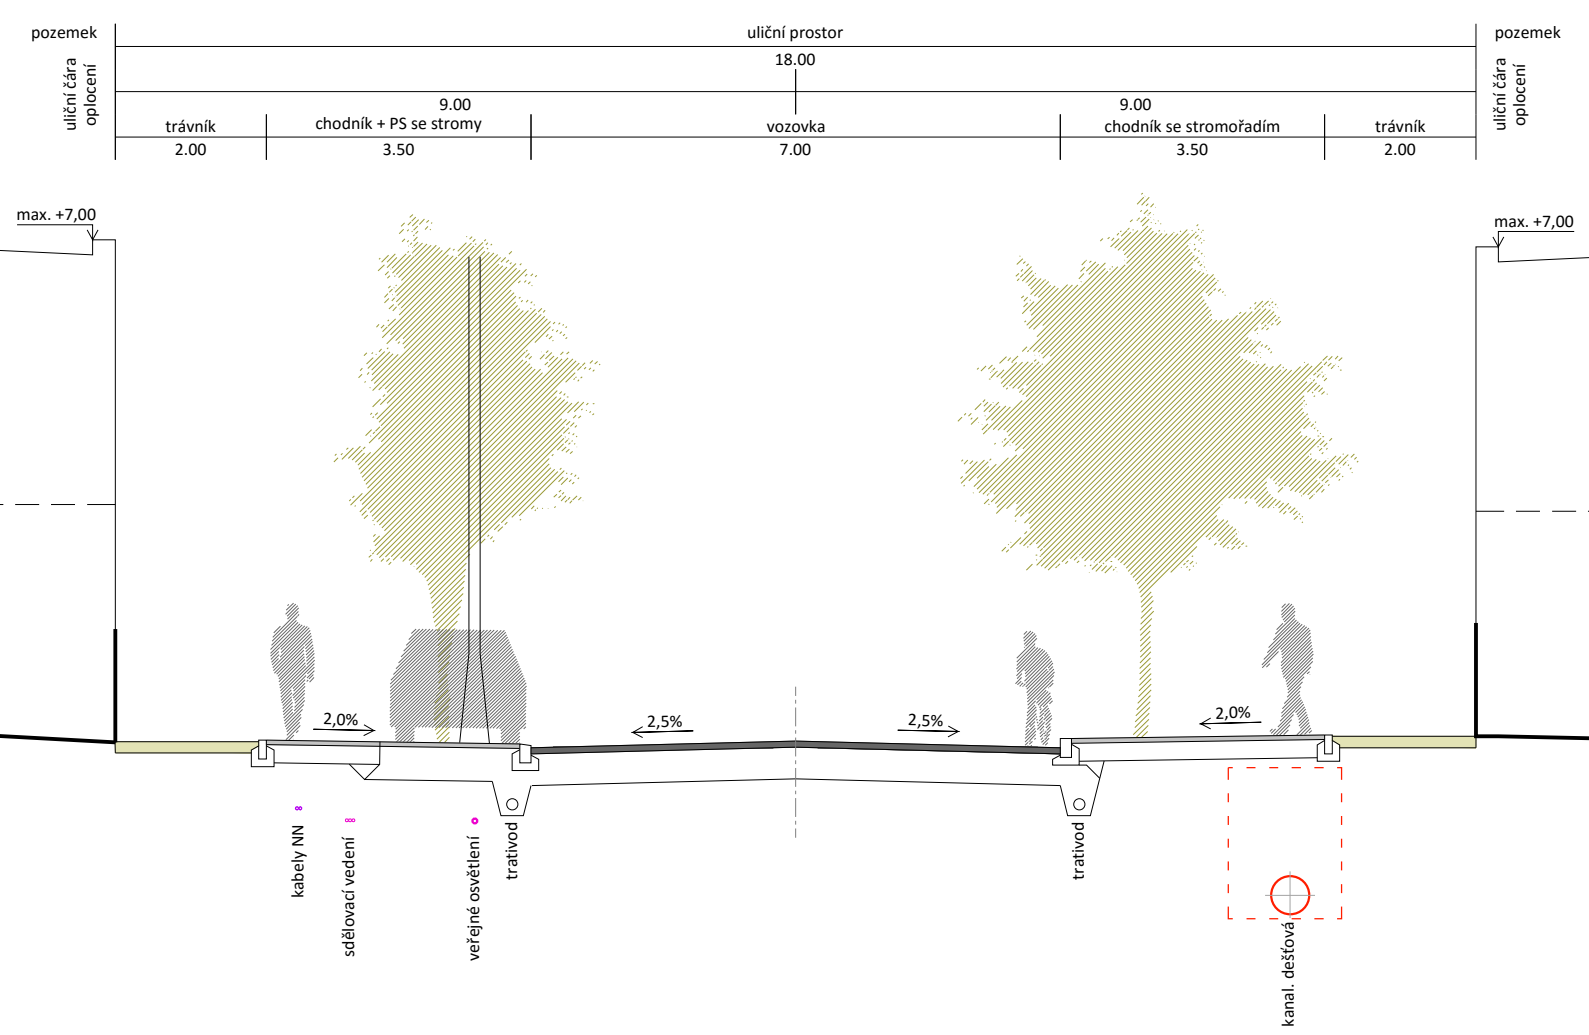 pozemek
uliční prostor
pozemek
18.00
uliční čára
oplocení
uliční čára
oplocení
9.00
9.00
trávník
chodník + PS se stromy
vozovka
chodník se stromořadím
trávník
2.00
3.50
7.00
3.50
2.00
max. +7,00
max. +7,00
2,0%
2,5%
2,5%
2,0%
kabely NN
sdělovací vedení
veřejné osvětlení
trativod
trativod
kanal. dešťová